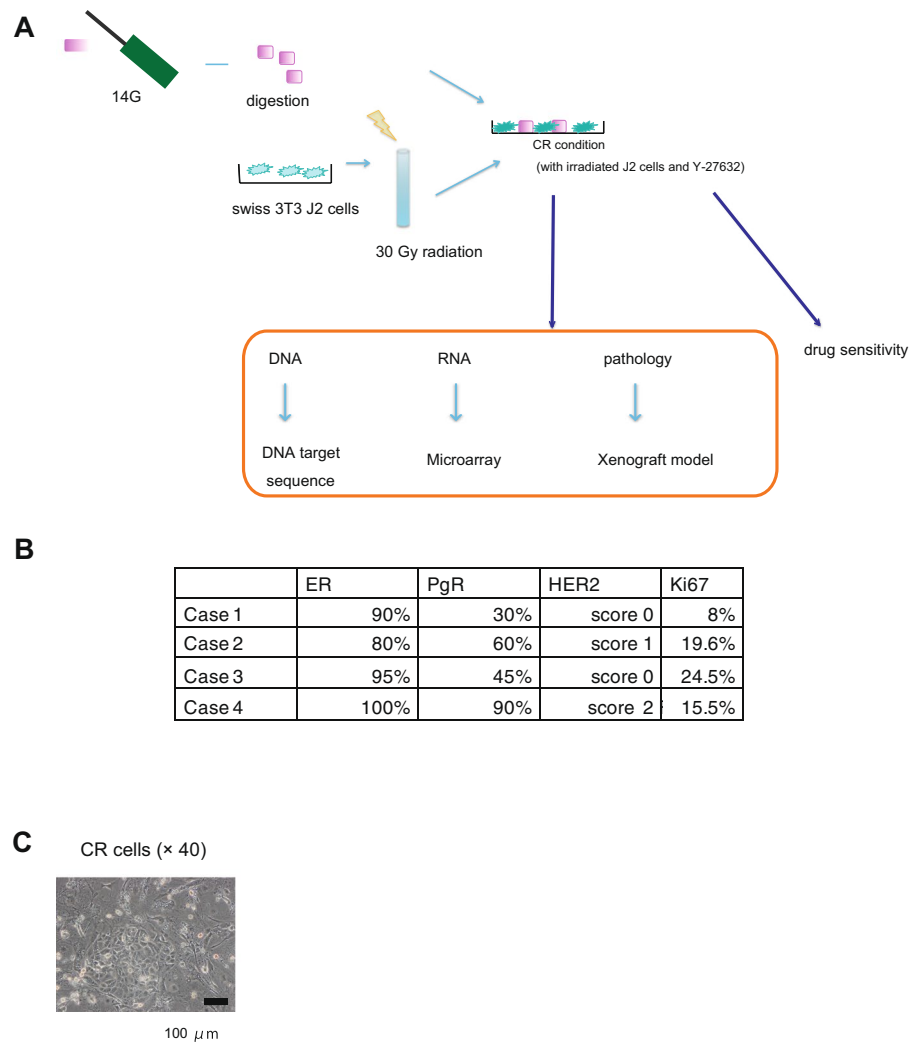 A
14G
digestion
swiss 3T3 J2 cells
30 Gy radiation
CR condition
(with irradiated J2 cells and Y-27632)
drug sensitivity
DNA
RNA
pathology
DNA target
sequence
Microarray
Xenograft model
B
ER PgR HER2 Ki67
Case 1 90% 30% score 0 8%
Case 2 80% 60% score 1 19.6%
Case 3 95% 45% score 0 24.5%
Case 4 100% 90% score 2 15.5%
C
CR cells (× 40)
100 μm